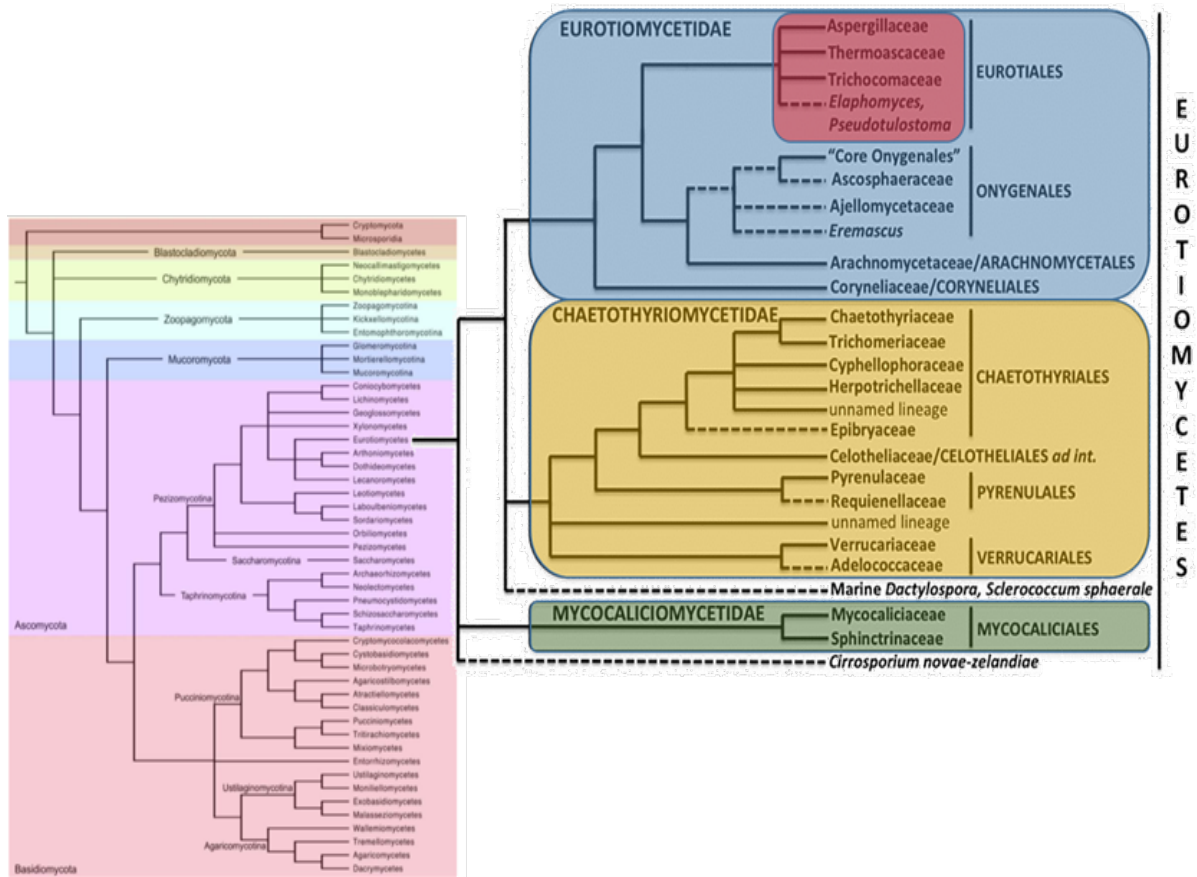 Cryptomycota
Microsporidia
Blastocladiomycota
Blastocladiomycetes
Neocallimastigomycetes
Chytridiomycota
Chytridiomycetes
Monoblepharidomycetes
Zoopagomycotina
Zoopagomycota
Kickxellomycotina
Entomophthoromycotina
Glomeromycotina
Mucoromycota
Mortierellomycotina
Mucoromycotina
Coniocybomycetes
Lichinomycetes
Geoglossomycetes
Xylonomycetes
Eurotiomycetes
Arthoniomycetes
Dothideomycetes
Lecanoromycetes
Pezizomycotina
Leotiomycetes
Laboulbeniomycetes
Sordariomycetes
Orbiliomycetes
Pezizomycetes
Saccharomycotina
Saccharomycetes
Archaeorhizomycetes
Neolectomycetes
Taphrinomycotina
Pneumocystidomycetes
Schizosaccharomycetes
Taphrinomycetes
Ascomycota
Cryptomycocolacomycetes
Cystobasidiomycetes
Microbotryomycetes
Agaricostilbomycetes
Pucciniomycotina
Atractiellomycetes
Classiculomycetes
Pucciniomycetes
Tritirachiomycetes
Mixiomycetes
Entorrhizomycetes
Ustilaginomycetes
Ustilaginomycotina
Moniliellomycetes
Exobasidiomycetes
Malasseziomycetes
Wallemiomycetes
Tremellomycetes
Agaricomycotina
Agaricomycetes
Dacrymycetes
Basidiomycota
EUROTIOMYCETIDAE
Aspergillaceae
Thermoascaceae
Trichocomaceae
Elaphomyces,
Pseudotulostoma
EUROTIALES
“Core Onygenales”
Ascosphaeraceae
Ajellomycetaceae
Eremascus
ONYGENALES
Arachnomycetaceae/ARACHNOMYCETALES
Coryneliaceae/CORYNELIALES
CHAETOTHYRIOMYCETIDAE
Chaetothyriaceae
Trichomeriaceae
Cyphellophoraceae
Herpotrichellaceae
unnamed lineage
Epibryaceae
CHAETOTHYRIALES
Celotheliaceae/CELOTHELIALES ad int.
Pyrenulaceae
Requienellaceae
PYRENULALES
unnamed lineage
Verrucariaceae
Adelococcaceae
VERRUCARIALES
Marine Dactylospora, Sclerococcum sphaerale
MYCOCALICIOMYCETIDAE
Mycocaliciaceae
Sphinctrinaceae
MYCOCALICIALES
Cirrosporium novae-zelandiae
EUROTIOMYCETES